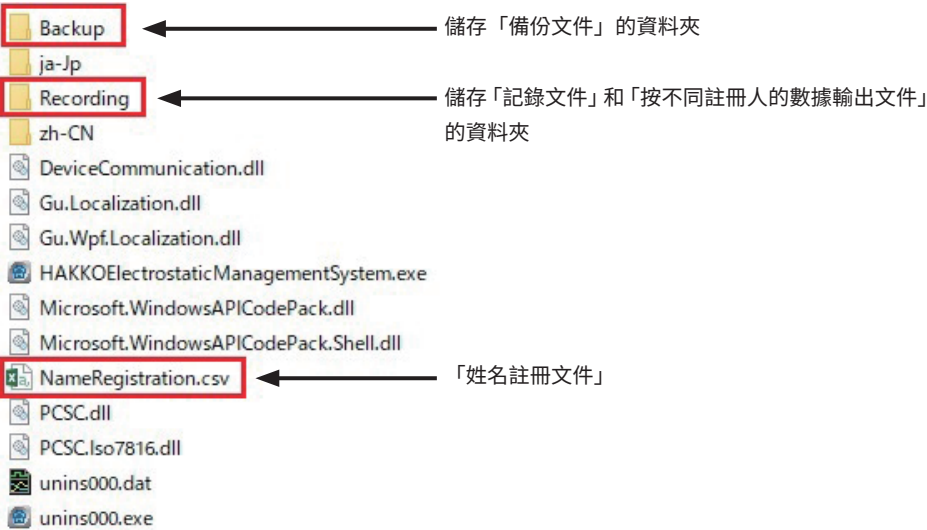 Backup
儲存「備份文件」的資料夾
ja-Jp
Recording
儲存「記錄文件」和「按不同註冊人的數據輸出文件」
的資料夾
zh-CN
DeviceCommunication.dll
Gu.Localization.dll
Gu.Wpf.Localization.dll
HAKKOElectrostaticManagementSystem.exe
Microsoft.WindowsAPICodePack.dll
Microsoft.WindowsAPICodePack.Shell.dll
NameRegistration.csv
「姓名註冊文件」
PCSC.dll
PCSC.Iso7816.dll
unins000.dat
unins000.exe